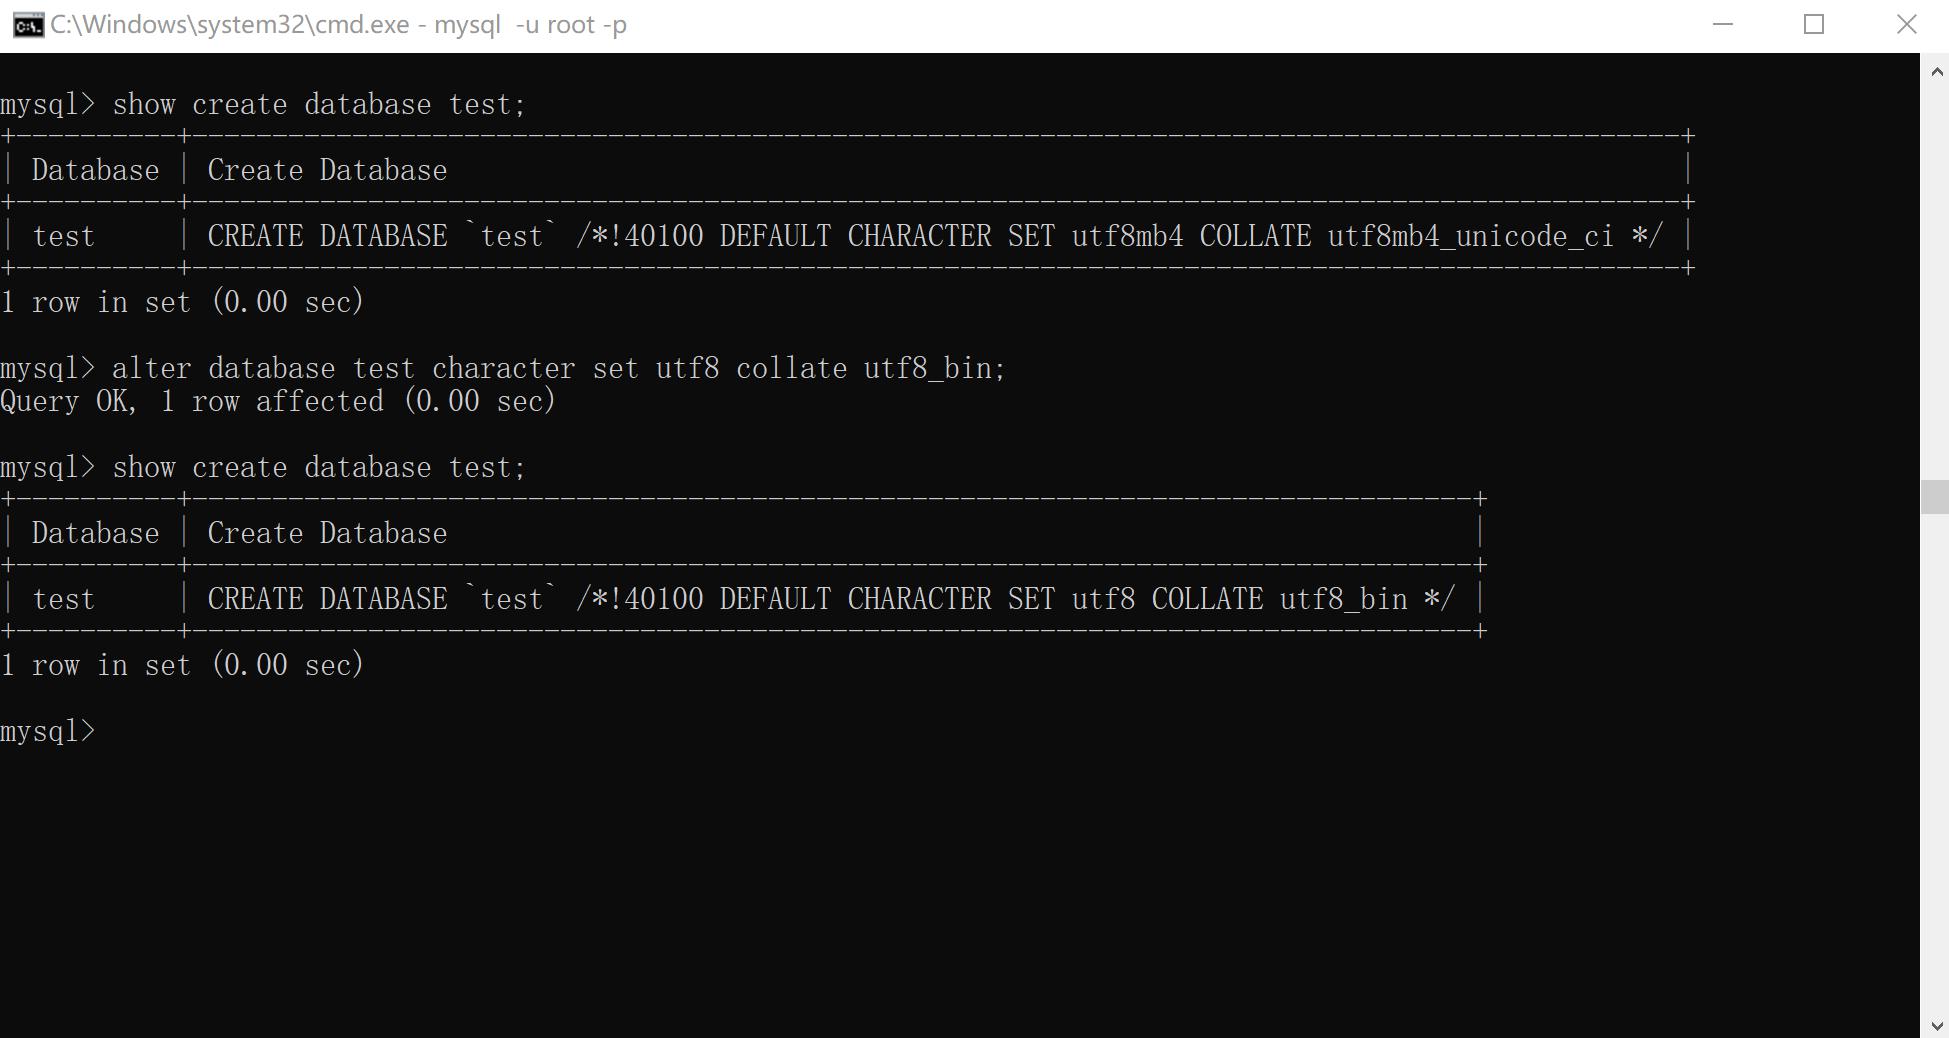 C:\Windows\system32\cmd.exe - mysql  -u root -p
mysql> show create database test;
+----------+---------------------------------------------------------------------------------------------+
| Database | Create Database                                                                             |
+----------+---------------------------------------------------------------------------------------------+
| test     | CREATE DATABASE `test` /*!40100 DEFAULT CHARACTER SET utf8mb4 COLLATE utf8mb4_unicode_ci */ |
+----------+---------------------------------------------------------------------------------------------+
1 row in set (0.00 sec)
mysql> alter database test character set utf8 collate utf8_bin;
Query OK, 1 row affected (0.00 sec)
mysql> show create database test;
+----------+--------------------------------------------------------------------------------+
| Database | Create Database                                                                |
+----------+--------------------------------------------------------------------------------+
| test     | CREATE DATABASE `test` /*!40100 DEFAULT CHARACTER SET utf8 COLLATE utf8_bin */ |
+----------+--------------------------------------------------------------------------------+
1 row in set (0.00 sec)
mysql>